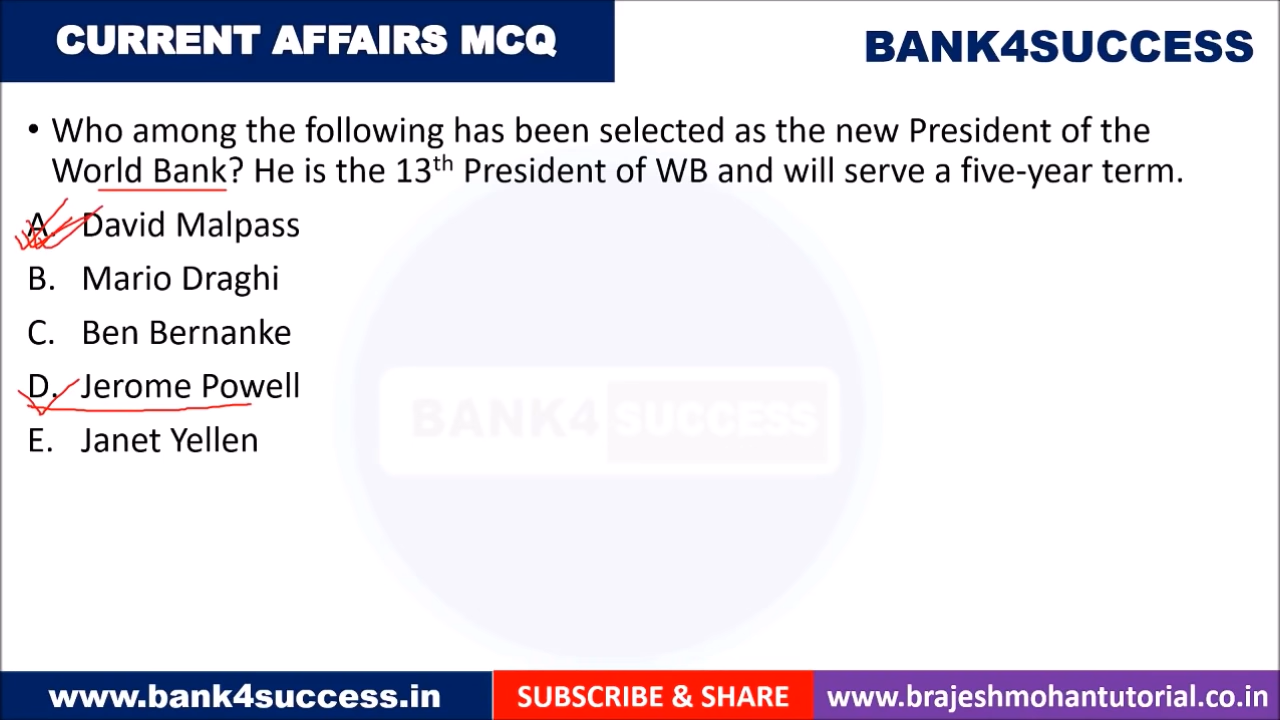 CURRENT AFFAIRS MCQ
BANK4SUCCESS
• Who among the following has been selected as the new President of the
World Bank? He is the 13th President of WB and will serve a five-year term.
A. David Malpass
B. Mario Draghi
C. Ben Bernanke
D. Jerome Powell
BANK4 SUCCESS
E. Janet Yellen
www.bank4success.in
SUBSCRIBE & SHARE
www.brajeshmohantutorial.co.in